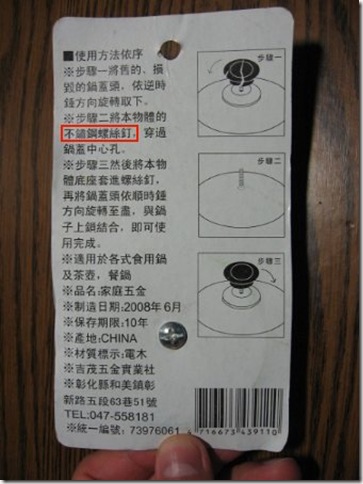 ■使用方法依序
※步驟一將舊的、損
毀的鍋蓋頭，依逆時
鍾方向旋轉取下。
※步驟二將本物體的
不鏽鋼螺絲釘，穿過
鍋蓋中心孔。
※步驟三然後將本物
體底座套進螺絲釘，
再將鍋蓋頭依順時鍾
方向旋轉至盡，與鍋
子上鎖結合，即可使
用完成。
※適用於各式食用鍋
及茶壺，餐鍋
※品名:家庭五金
※制造日期:2008年6月
※保存期限:10年
※產地:CHINA
※材質標示:電木
※吉茂五金實業社
※彰化縣和美鎮彰
新路五段63巷51號
TEL:047-558181
※統一編號:73976061
步驟一
步驟二
步驟三
4 716673 439110